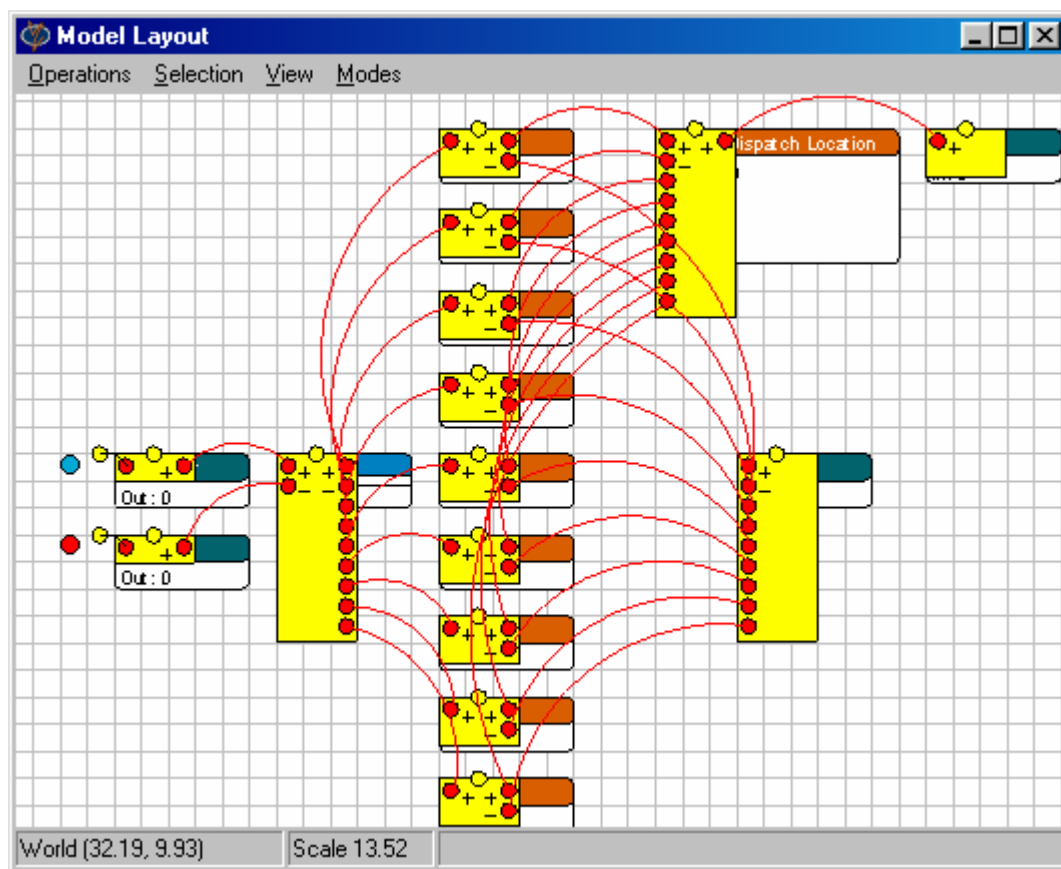 Model Layout
Operations Selection View Modes
ispatch Location
Out : 0
Out : 0
World (32.19, 9.93)
Scale 13.52